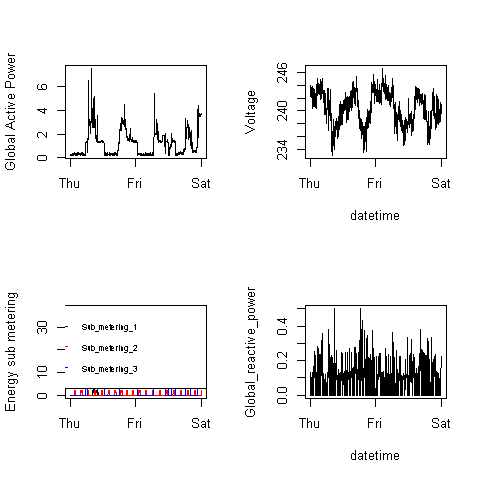 Global Active Power
6
4
2
0
Thu Fri Sat
Voltage
246
240
234
Thu Fri Sat
datetime
Energy sub metering
30
10
0
Sub_metering_1
Sub_metering_2
Sub_metering_3
Thu Fri Sat
Global_reactive_power
0.4
0.2
0.0
Thu Fri Sat
datetime